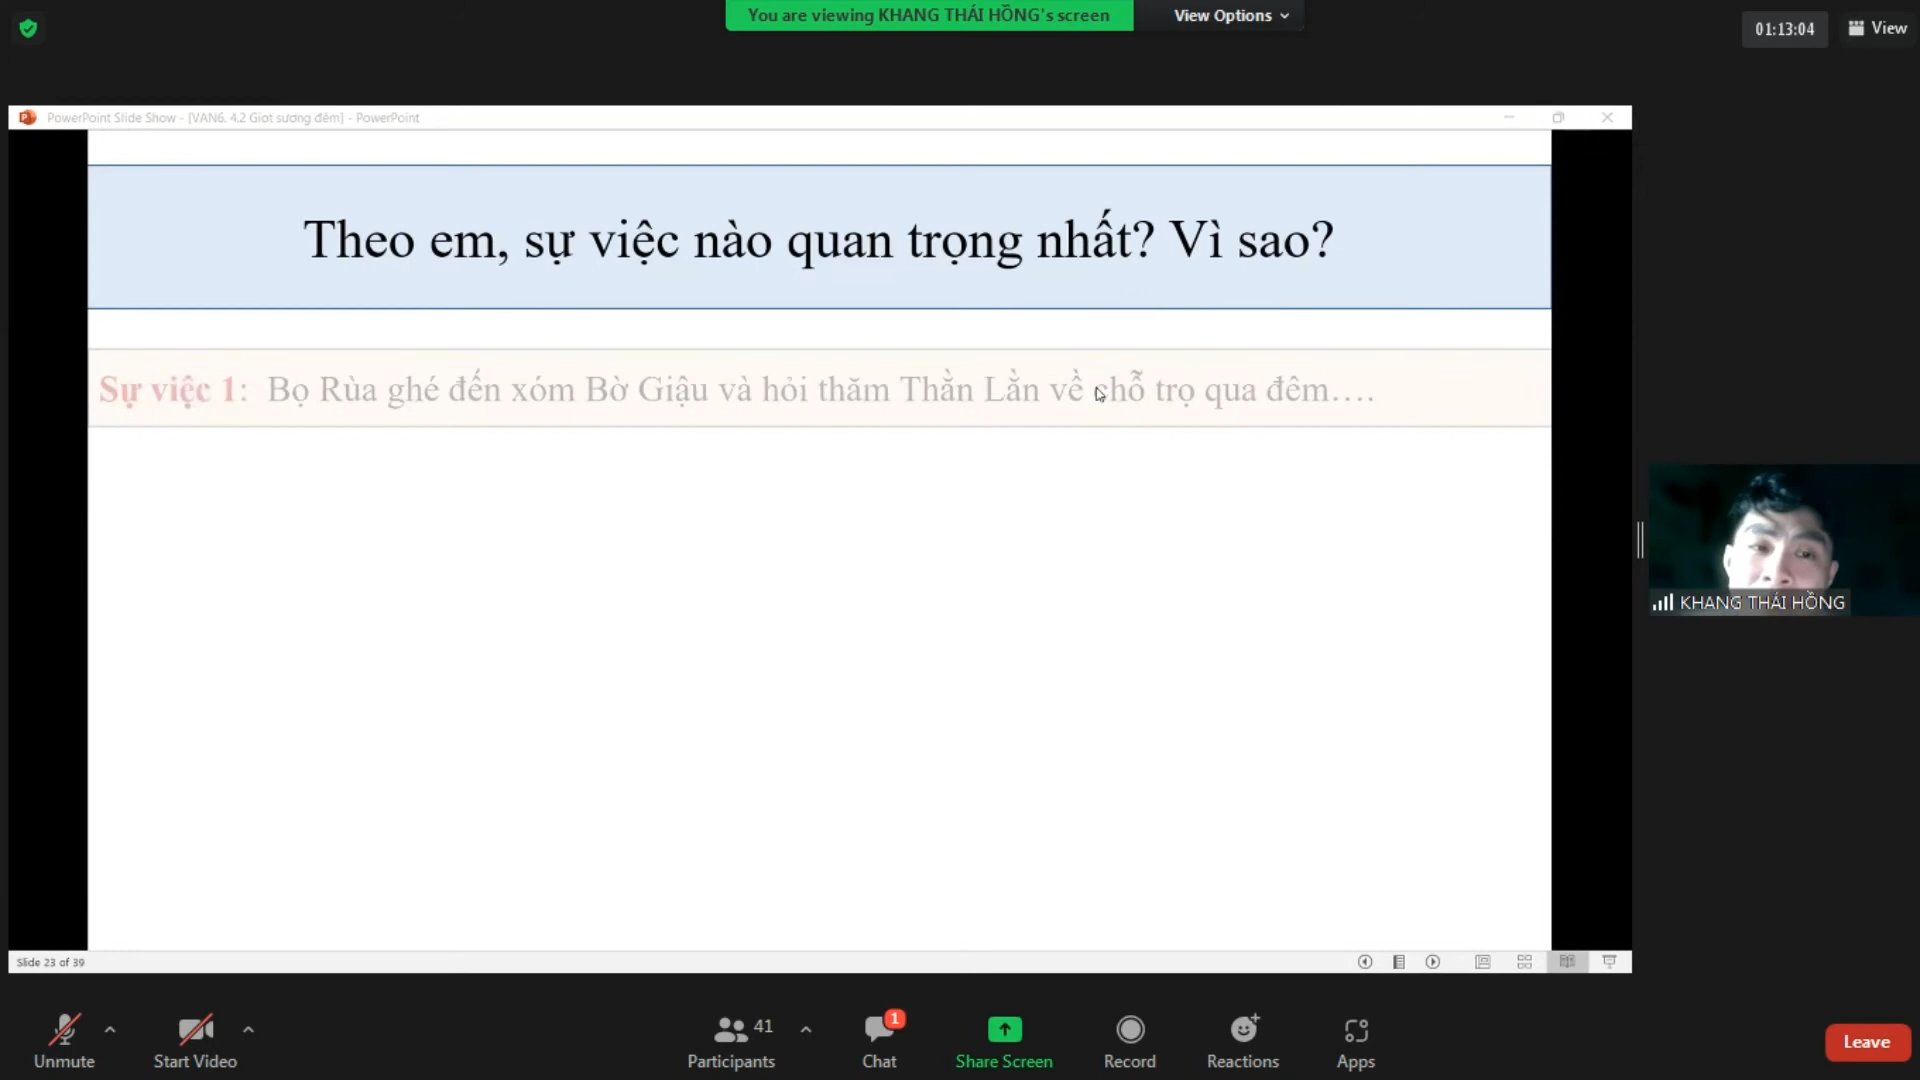 You are viewing KHANG THÁI HỒNG's screen
View Options
01:13:04
View
PowerPoint Slide Show - [VAN6. 4.2 Giọt sương đêm] - PowerPoint
Theo em, sự việc nào quan trọng nhất? Vì sao?
Sự việc 1: Bọ Rùa ghé đến xóm Bờ Giậu và hỏi thăm Thằn Lằn về chỗ trọ qua đêm….
KHANG THÁI HỒNG
Slide 23 of 39
Unmute
Start Video
41
Participants
1
Chat
Share Screen
Record
Reactions
Apps
Leave